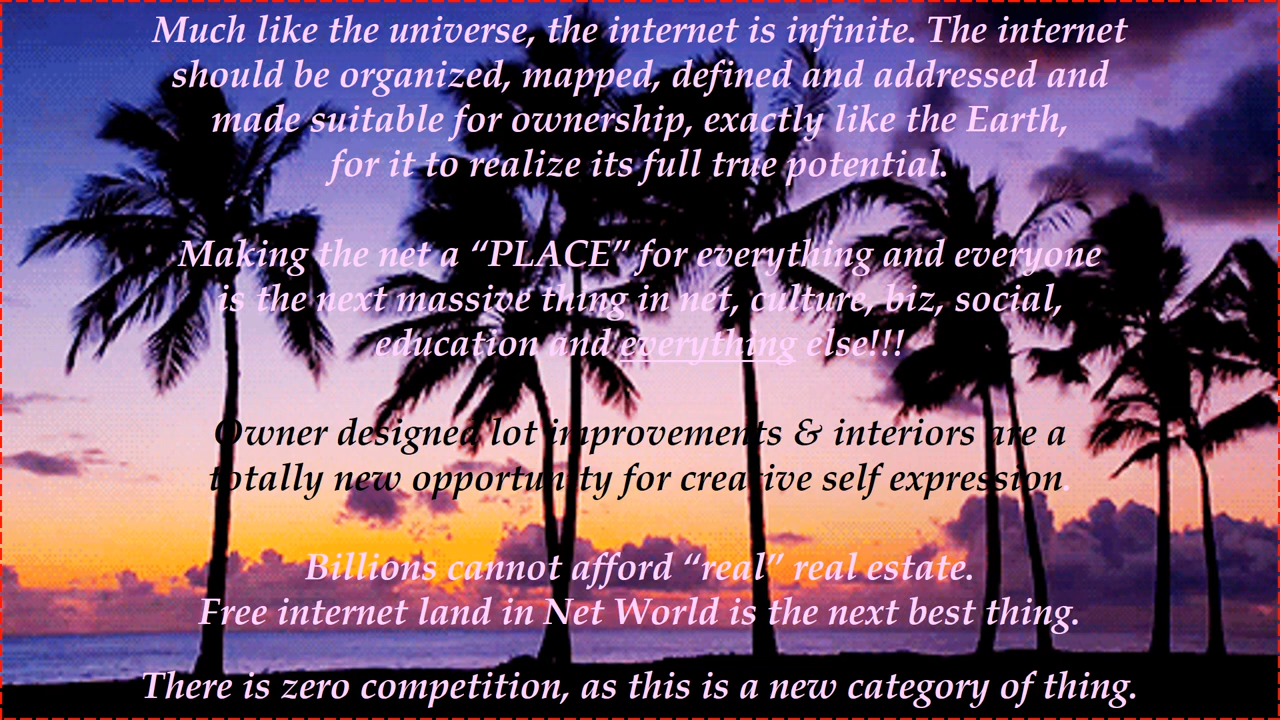 Much like the universe, the internet is infinite. The internet
should be organized, mapped, defined and addressed and
made suitable for ownership, exactly like the Earth,
for it to realize its full true potential.
Making the net a “PLACE” for everything and everyone
is the next massive thing in net, culture, biz, social,
education and everything else!!!
Owner designed lot improvements & interiors are a
totally new opportunity for creative self expression.
Billions cannot afford “real” real estate.
Free internet land in Net World is the next best thing.
There is zero competition, as this is a new category of thing.